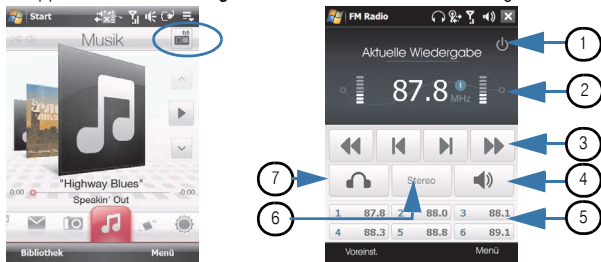 Start
Musik
"Highway Blues"
Speakin' Out
0:00 -0:00
Bibliothek Menü
FM Radio
Aktuelle Wiedergabe
87.8 MHz
1
Stereo
1 87.8 2 88.0 3 88.1
4 88.3 5 88.8 6 89.1
Voreinst. Menü
1
2
3
4
5
6
7